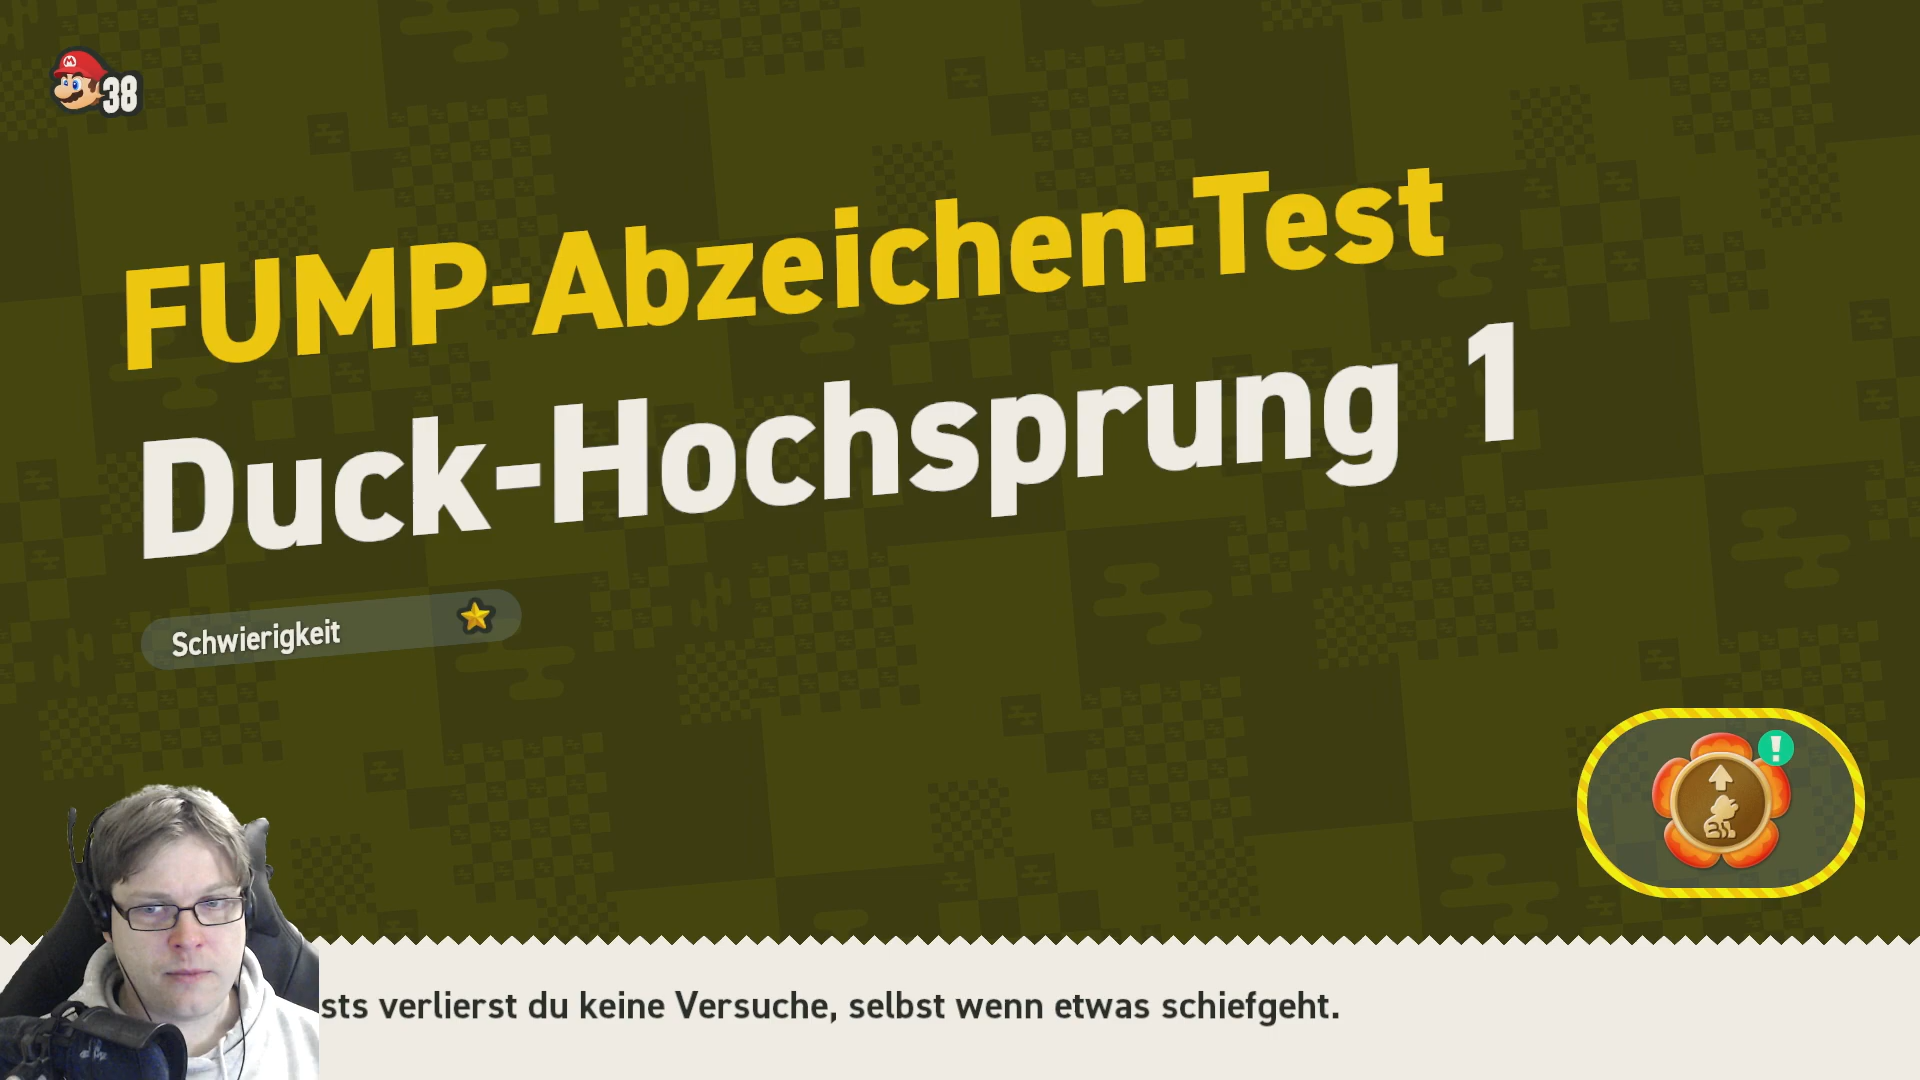 38
FUMP-Abzeichen-Test
Duck-Hochsprung 1
Schwierigkeit
!
sts verlierst du keine Versuche, selbst wenn etwas schiefgeht.